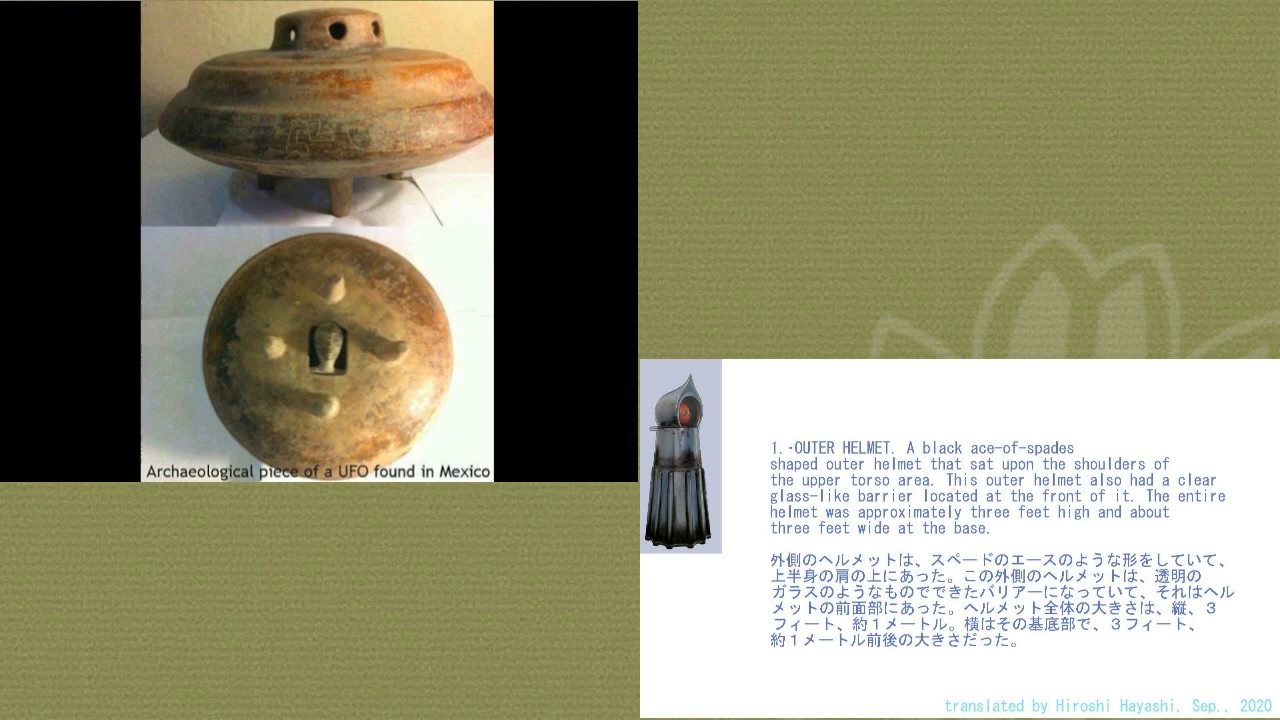 Archaeological piece of a UFO found in Mexico
1.-OUTER HELMET. A black ace-of-spades
shaped outer helmet that sat upon the shoulders of
the upper torso area. This outer helmet also had a clear
glass-like barrier located at the front of it. The entire
helmet was approximately three feet high and about
three feet wide at the base.
外側のヘルメットは、スペードのエースのような形をしていて、
上半身の肩の上にあった。この外側のヘルメットは、透明の
ガラスのようなものでできたバリアーになっていて、それはヘル
メットの前面部にあった。ヘルメット全体の大きさは、縦、３
フィート、約１メートル。横はその基底部で、３フィート、
約１メートル前後の大きさだった。
translated by Hiroshi Hayashi, Sep., 2020